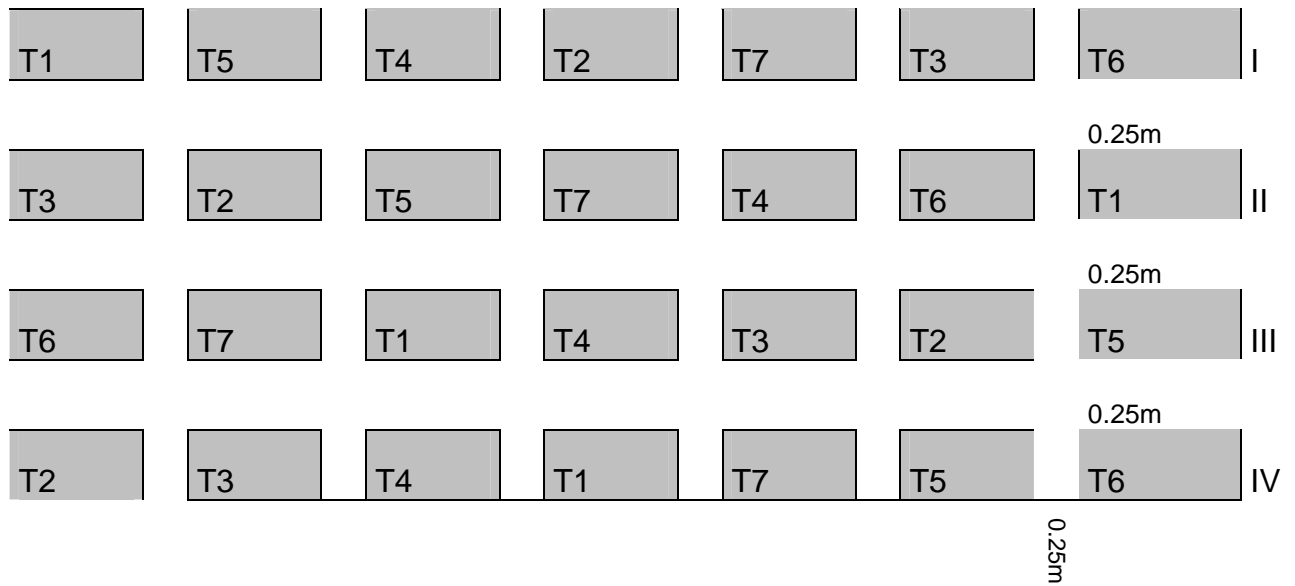 T1 T5 T4 T2 T7 T3 T6 I
0.25m
T3 T2 T5 T7 T4 T6 T1 II
0.25m
T6 T7 T1 T4 T3 T2 T5 III
0.25m
T2 T3 T4 T1 T7 T5 T6 IV
0.25m